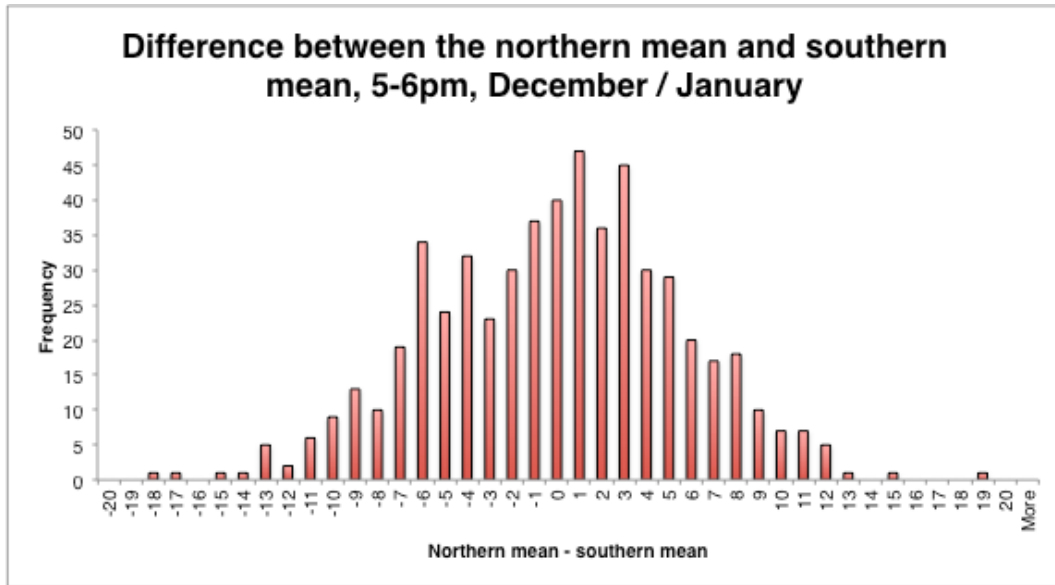 Difference between the northern mean and southern
mean, 5-6pm, December / January
50
45
40
35
30
25
20
15
10
5
0
Frequency
-20 -19 -18 -17 -16 -15 -14 -13 -12 -11 -10 -9 -8 -7 -6 -5 -4 -3 -2 -1 0 1 2 3 4 5 6 7 8 9 10 11 12 13 14 15 16 17 18 19 20 More
Northern mean - southern mean